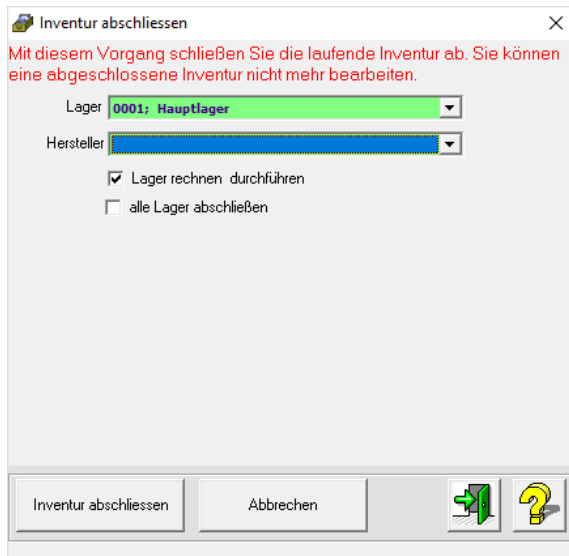 Inventur abschliessen
Mit diesem Vorgang schließen Sie die laufende Inventur ab. Sie können
eine abgeschlossene Inventur nicht mehr bearbeiten.
Lager 0001; Hauptlager
Hersteller
Lager rechnen durchführen
alle Lager abschließen
Inventur abschliessen Abbrechen